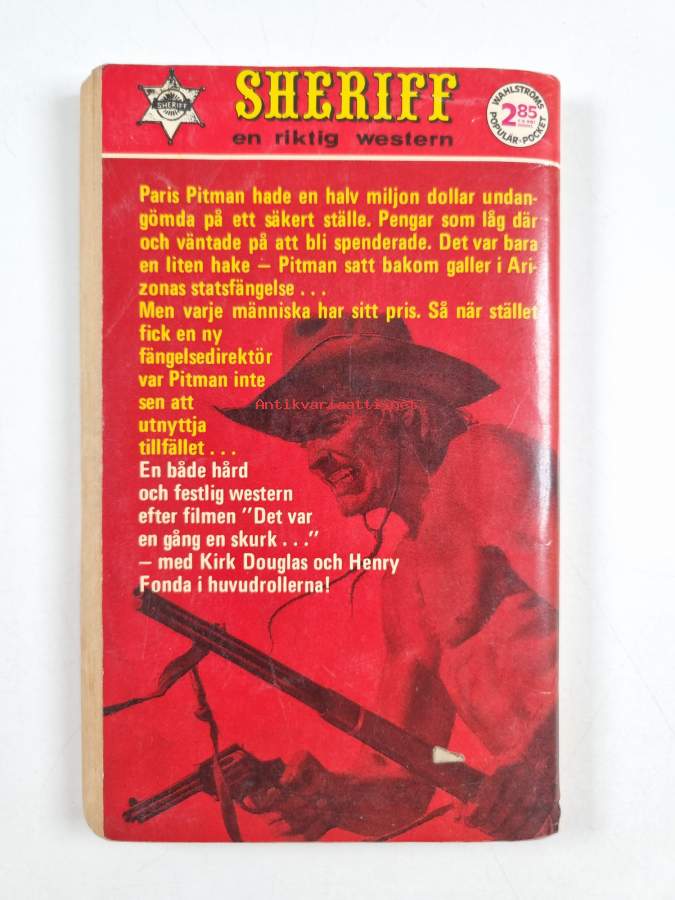 SHERIFF
SHERIFF
en riktig western
WAHLSTRÖMS
2.85
POPULÄR-POCKET
Paris Pitman hade en halv miljon dollar undan-
gömda på ett säkert ställe. Pengar som låg där
och väntade på att bli spenderade. Det var bara
en liten hake – Pitman satt bakom galler i Ari-
zonas statsfängelse . . .
Men varje människa har sitt pris. Så när stället
fick en ny
fängelsedirektör
var Pitman inte
sen att
utnyttja
tillfället . . .
Antikvariaatti.net
En både hård
och festlig western
efter filmen "Det var
en gång en skurk . . ."
– med Kirk Douglas och Henry
Fonda i huvudrollerna!